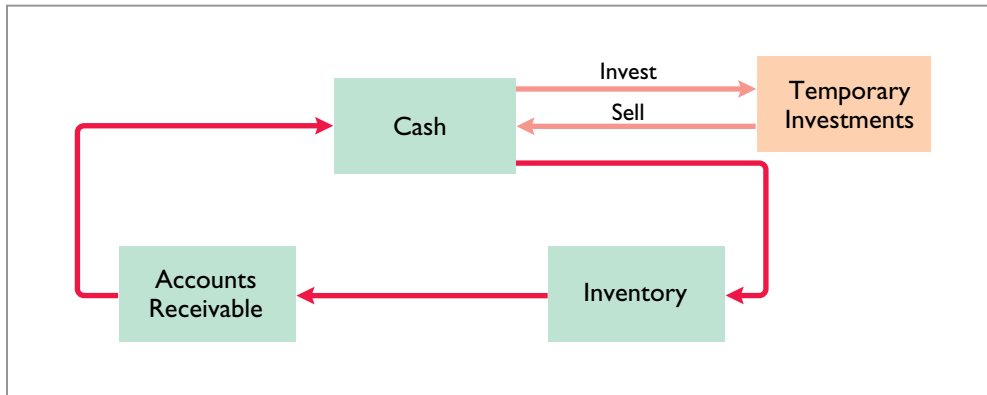 Invest
Temporary
Investments
Sell
Cash
Accounts
Receivable
Inventory